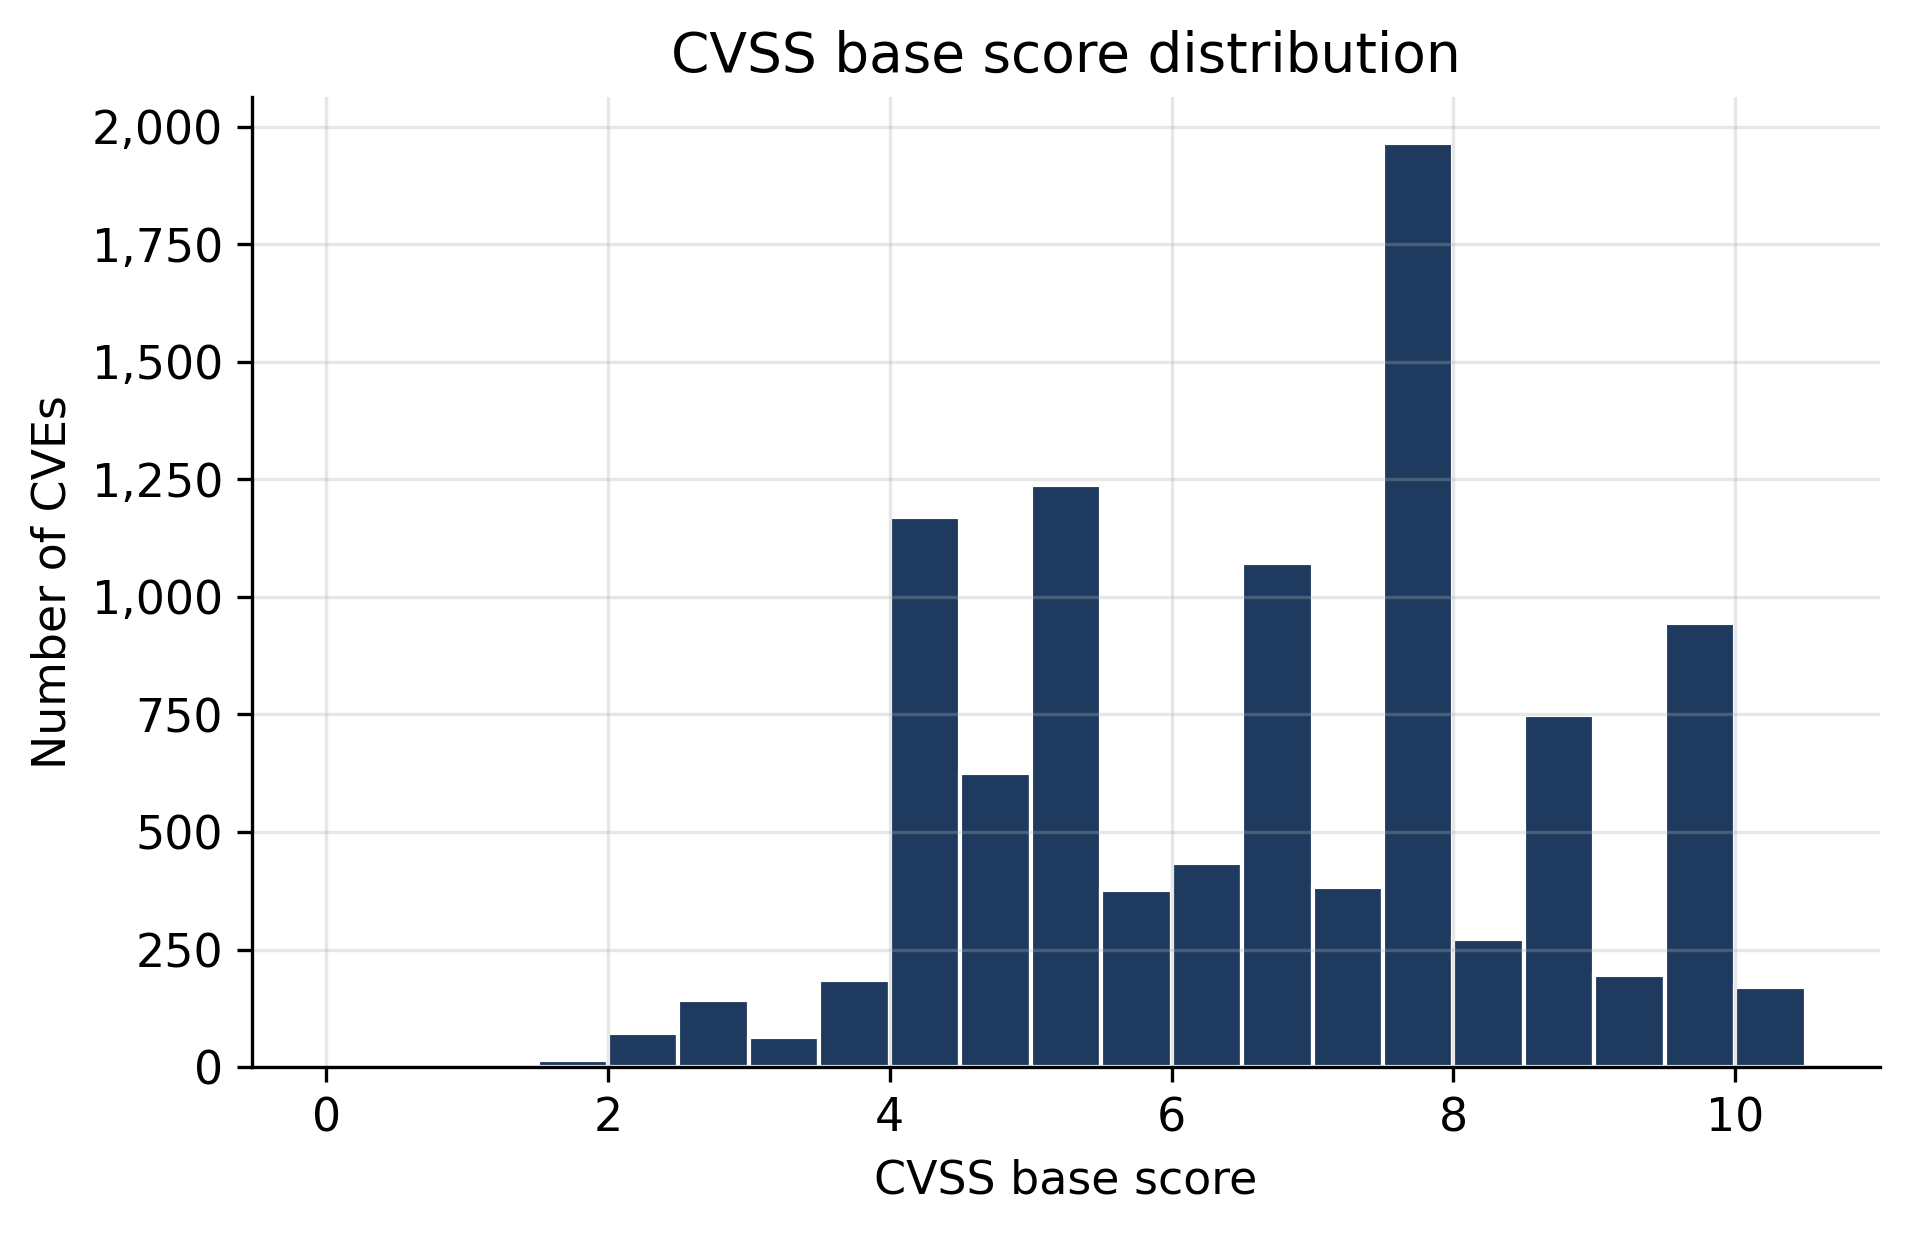 CVSS base score distribution
2,000
1,750
1,500
1,250
1,000
750
500
250
0
Number of CVEs
0 2 4 6 8 10
CVSS base score